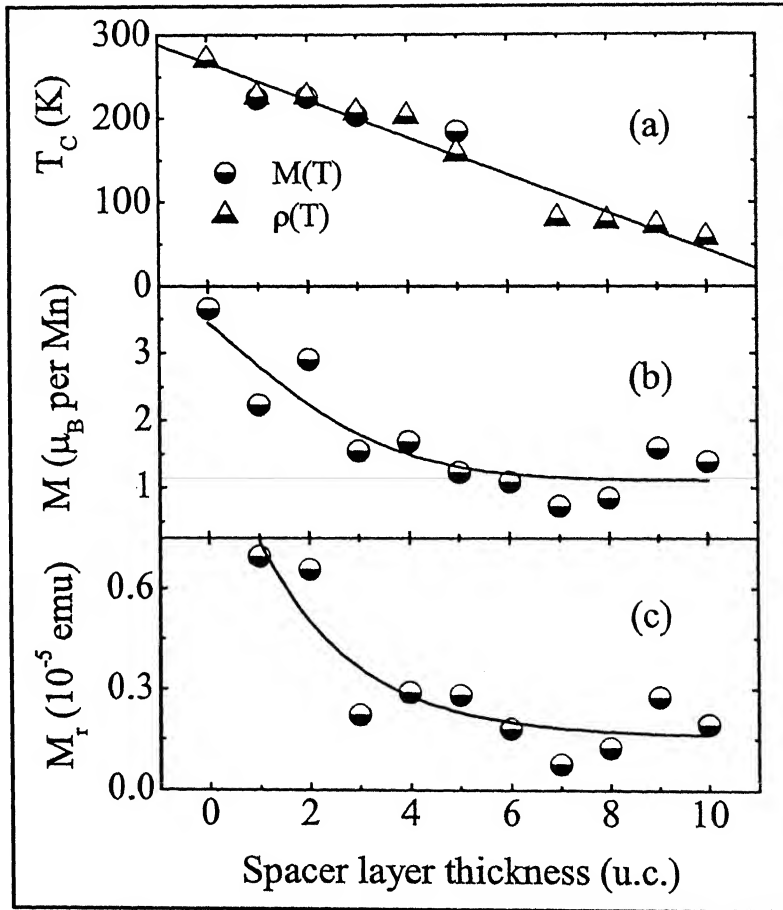 300
200
100
0
T_C (K)
(a)
M(T)
ρ(T)
3
1
M (μ_B per Mn)
(b)
0.6
0.3
0.0
M_r (10^-5 emu)
(c)
0 2 4 6 8 10
Spacer layer thickness (u.c.)